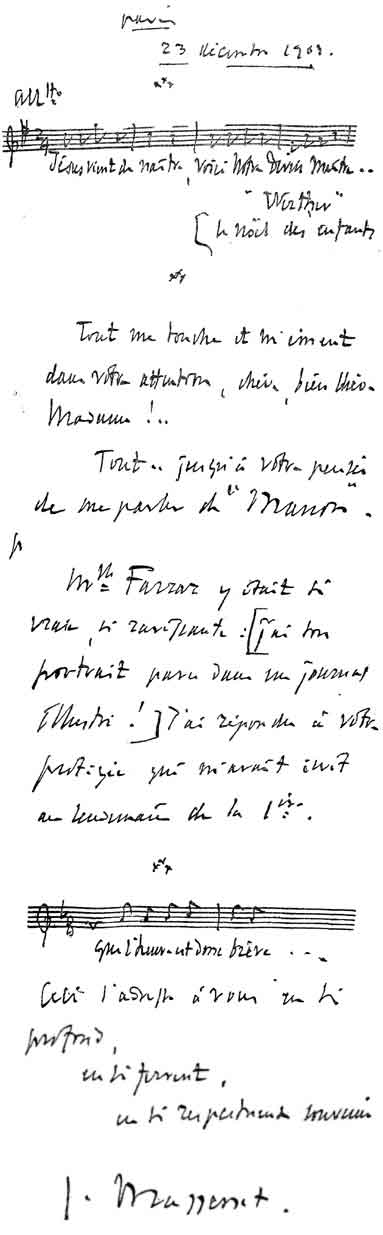 Paris
23 décembre 1908.
All^tto
Jésus vient de naître, voici notre divin maître..
"Werther"
[le Noël des enfants
Tout me touche et m'émeut
dans votre attention, chère, bien chère
Madame !..
Tout.. jusqu'à votre pensée
de me parler de "Manon".
M^lle Farrar y était si
vraie, si ravissante : [j'ai son
portrait paru dans un journal
illustré !] J'ai répondu à votre
protégée qui m'avait écrit
au lendemain de la 1^ère.
Que l'heure est donc brève ...
Ceci s'adresse à vous en si
profond,
en si fervent,
en si respectueux souvenir
J. Massenet.